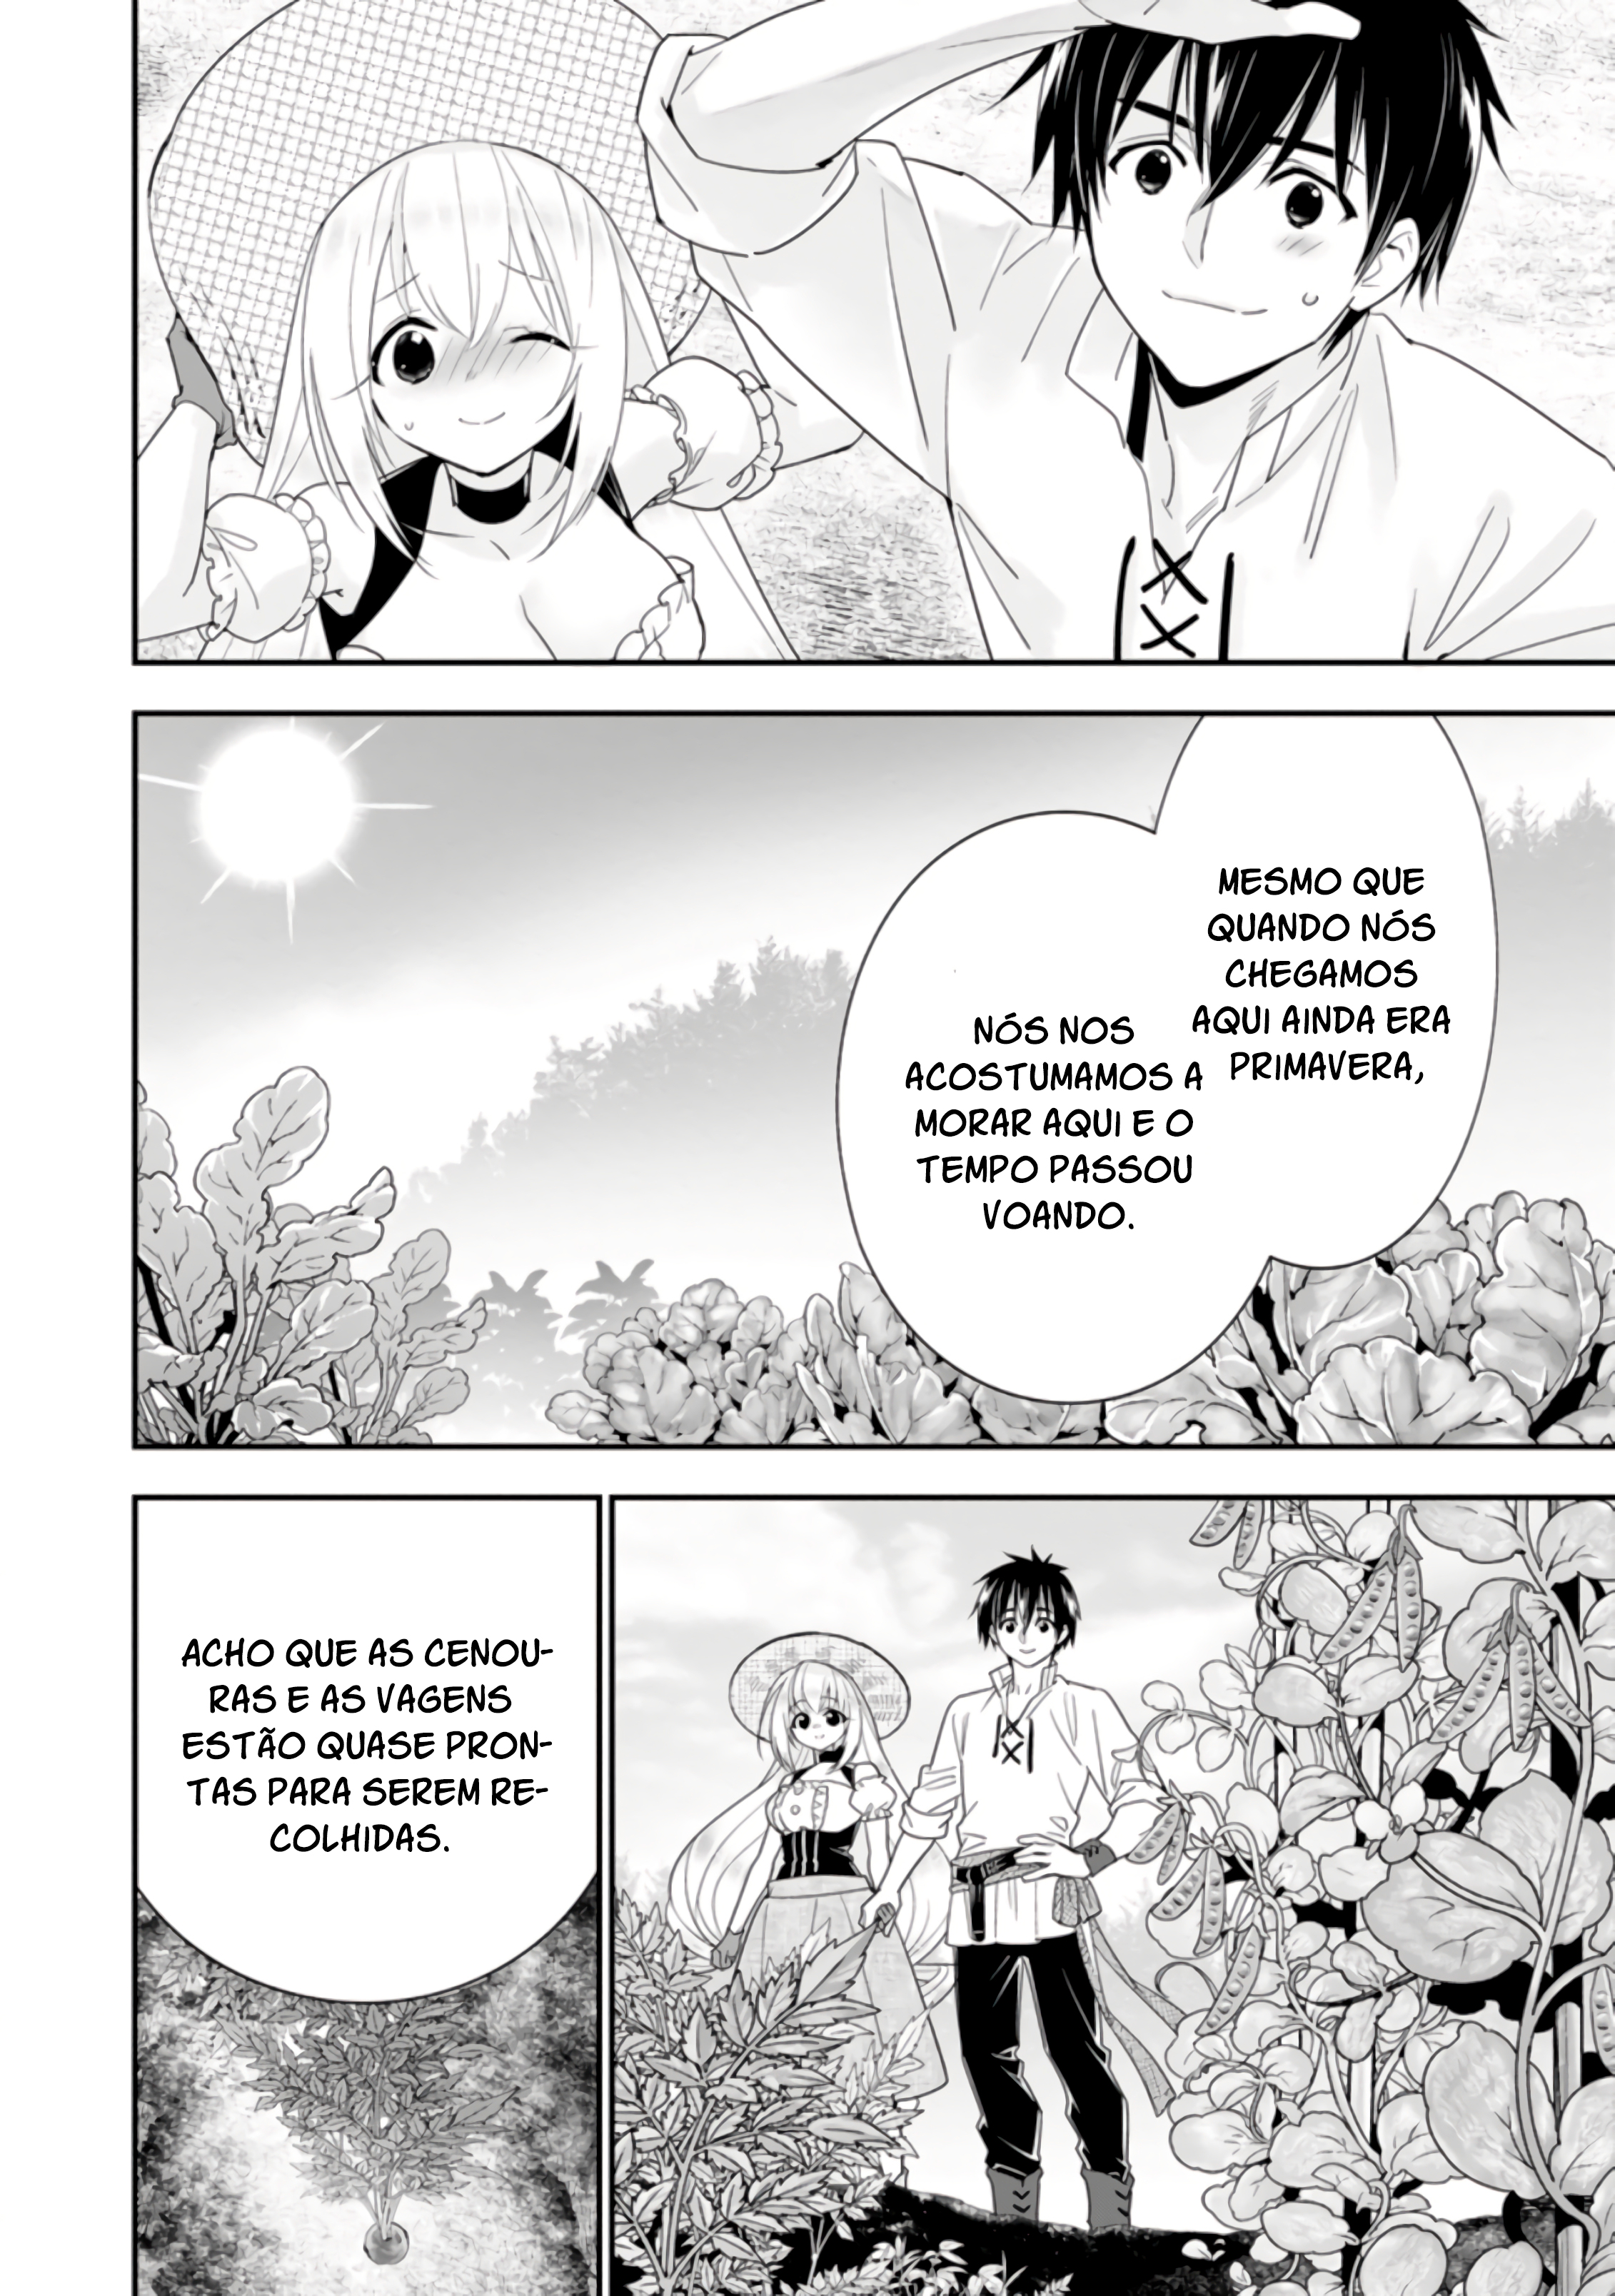 MESMO QUE
QUANDO NÓS
CHEGAMOS
AQUI AINDA ERA
PRIMAVERA,
NÓS NOS
ACOSTUMAMOS A
MORAR AQUI E O
TEMPO PASSOU
VOANDO.
ACHO QUE AS CENOU-
RAS E AS VAGENS
ESTÃO QUASE PRON-
TAS PARA SEREM RE-
COLHIDAS.